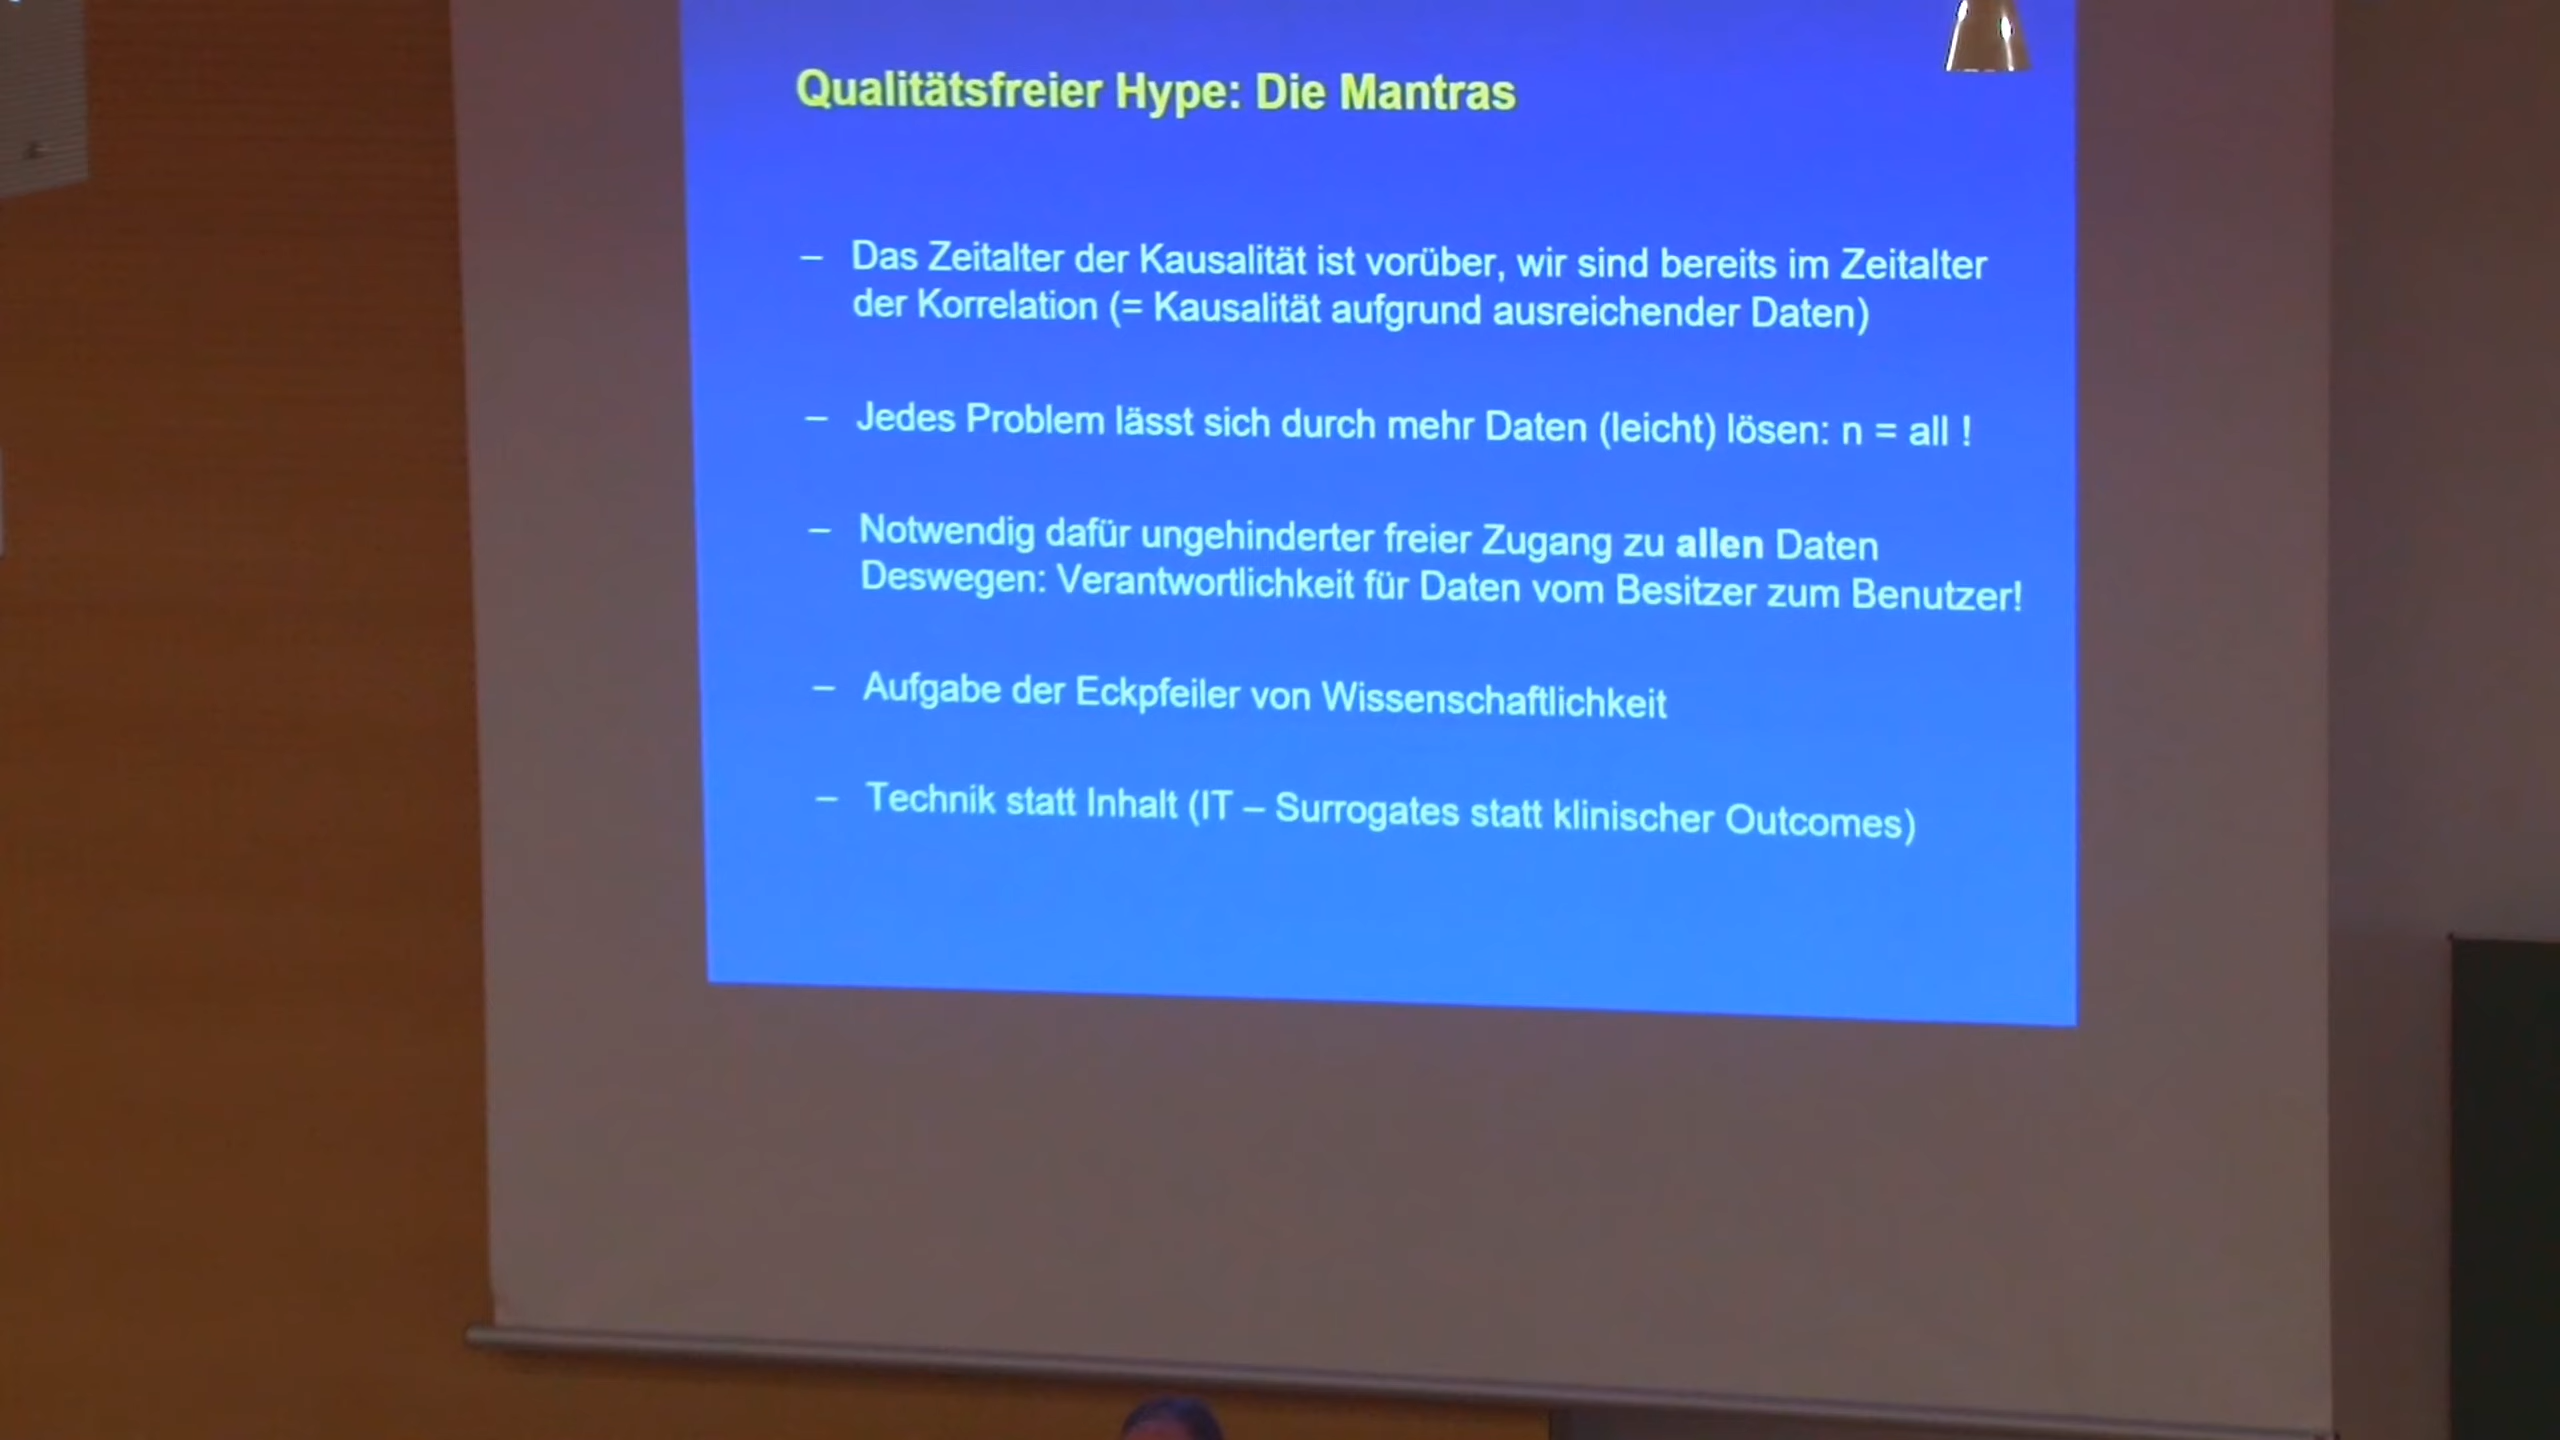 Qualitätsfreier Hype: Die Mantras
– Das Zeitalter der Kausalität ist vorüber, wir sind bereits im Zeitalter
der Korrelation (= Kausalität aufgrund ausreichender Daten)
– Jedes Problem lässt sich durch mehr Daten (leicht) lösen: n = all !
– Notwendig dafür ungehinderter freier Zugang zu allen Daten
Deswegen: Verantwortlichkeit für Daten vom Besitzer zum Benutzer!
– Aufgabe der Eckpfeiler von Wissenschaftlichkeit
– Technik statt Inhalt (IT – Surrogates statt klinischer Outcomes)